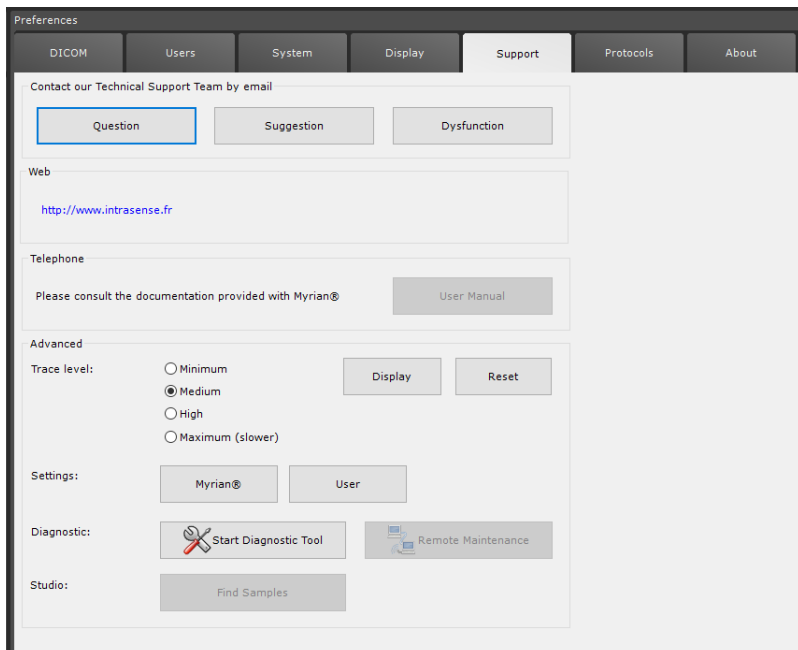 Preferences
DICOM Users System Display Support Protocols About
Contact our Technical Support Team by email
Question Suggestion Dysfunction
Web
http://www.intrasense.fr
Telephone
Please consult the documentation provided with Myrian® User Manual
Advanced
Trace level: Minimum
Display Reset
Medium
High
Maximum (slower)
Settings: Myrian® User
Diagnostic: Start Diagnostic Tool Remote Maintenance
Studio: Find Samples